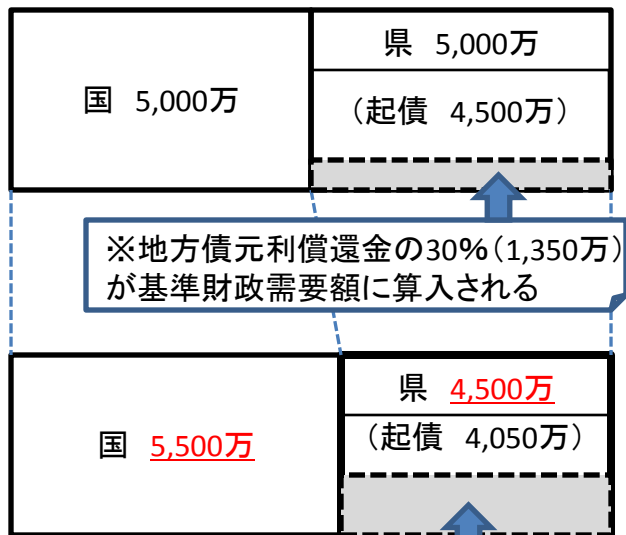 国 5,000万
県 5,000万
（起債 4,500万）
※地方債元利償還金の30%（1,350万）
が基準財政需要額に算入される
国 5,500万
県 4,500万
（起債 4,050万）